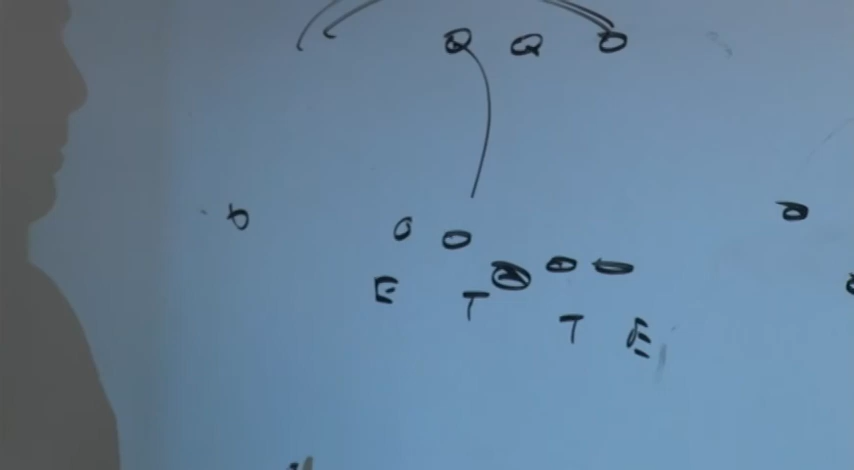 Q Q O
O O O
O O O O
E T
T E